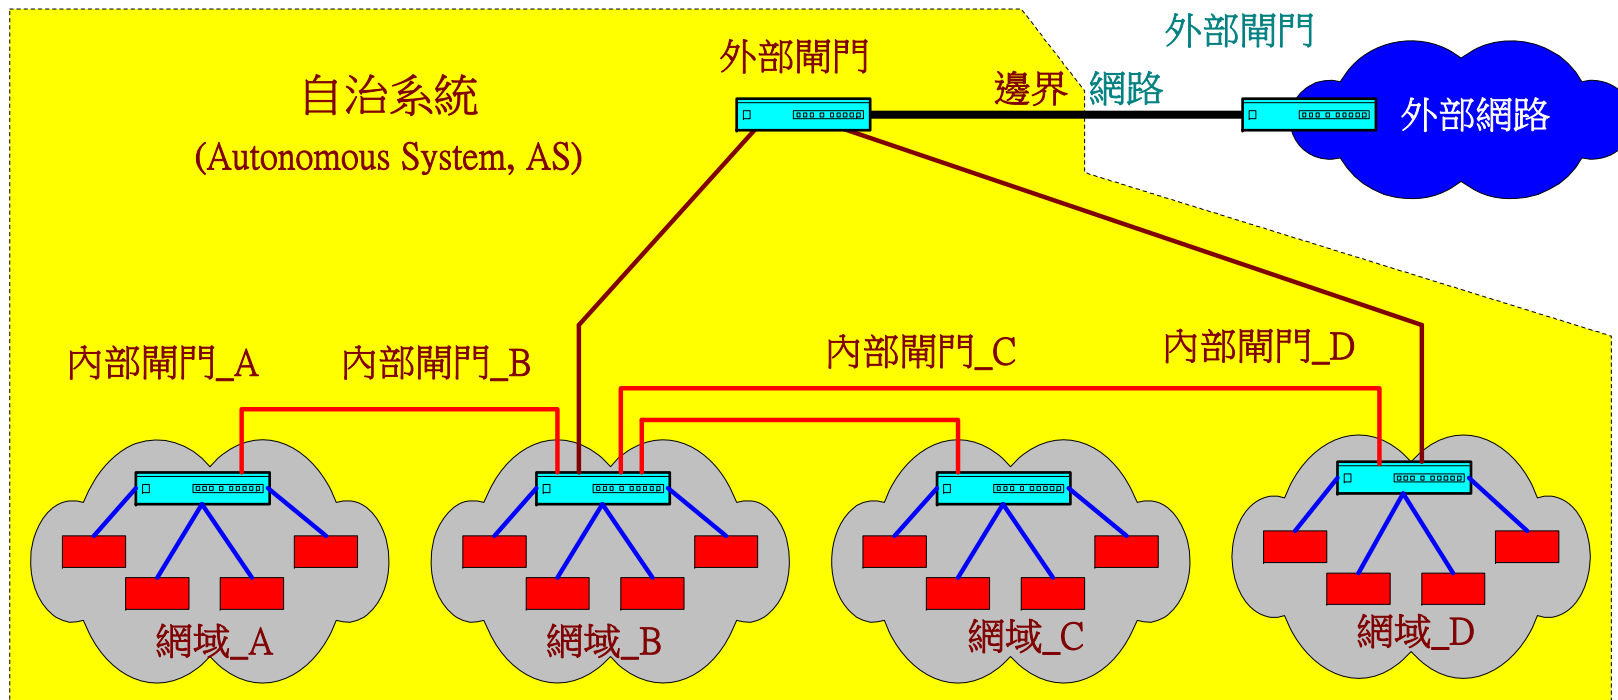 外部閘門
外部閘門
自治系統
(Autonomous System, AS)
邊界 網路
外部網路
內部閘門_A
內部閘門_B
內部閘門_C
內部閘門_D
網域_A
網域_B
網域_C
網域_D